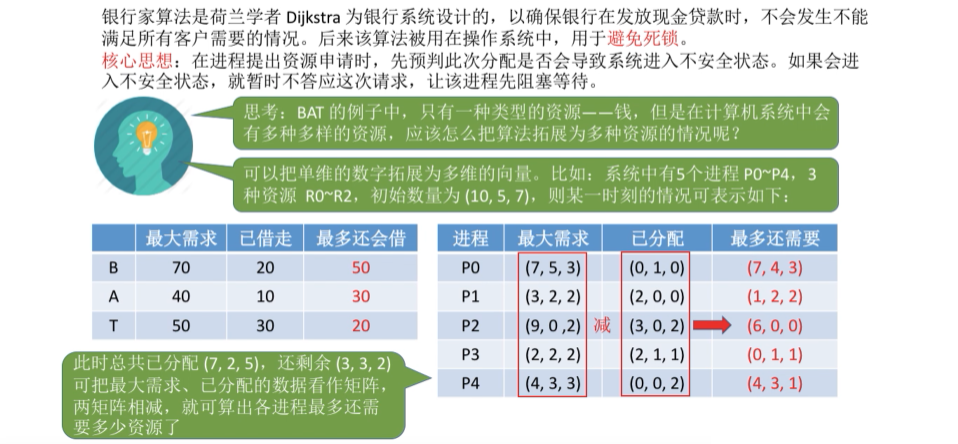 银行家算法是荷兰学者 Dijkstra 为银行系统设计的，以确保银行在发放现金贷款时，不会发生不能
满足所有客户需要的情况。后来该算法被用在操作系统中，用于避免死锁。
核心思想：在进程提出资源申请时，先预判此次分配是否会导致系统进入不安全状态。如果会进
入不安全状态，就暂时不答应这次请求，让该进程先阻塞等待。
思考：BAT 的例子中，只有一种类型的资源——钱，但是在计算机系统中会
有多种多样的资源，应该怎么把算法拓展为多种资源的情况呢？
可以把单维的数字拓展为多维的向量。比如：系统中有5个进程 P0~P4，3
种资源 R0~R2，初始数量为 (10, 5, 7)，则某一时刻的情况可表示如下：
最大需求 已借走 最多还会借
B 70 20 50
A 40 10 30
T 50 30 20
进程 最大需求 已分配 最多还需要
P0 (7, 5, 3) (0, 1, 0) (7, 4, 3)
P1 (3, 2, 2) (2, 0, 0) (1, 2, 2)
P2 (9, 0 ,2) 减 (3, 0, 2) (6, 0, 0)
P3 (2, 2, 2) (2, 1, 1) (0, 1, 1)
P4 (4, 3, 3) (0, 0, 2) (4, 3, 1)
此时总共已分配 (7, 2, 5)，还剩余 (3, 3, 2)
可把最大需求、已分配的数据看作矩阵，
两矩阵相减，就可算出各进程最多还需
要多少资源了